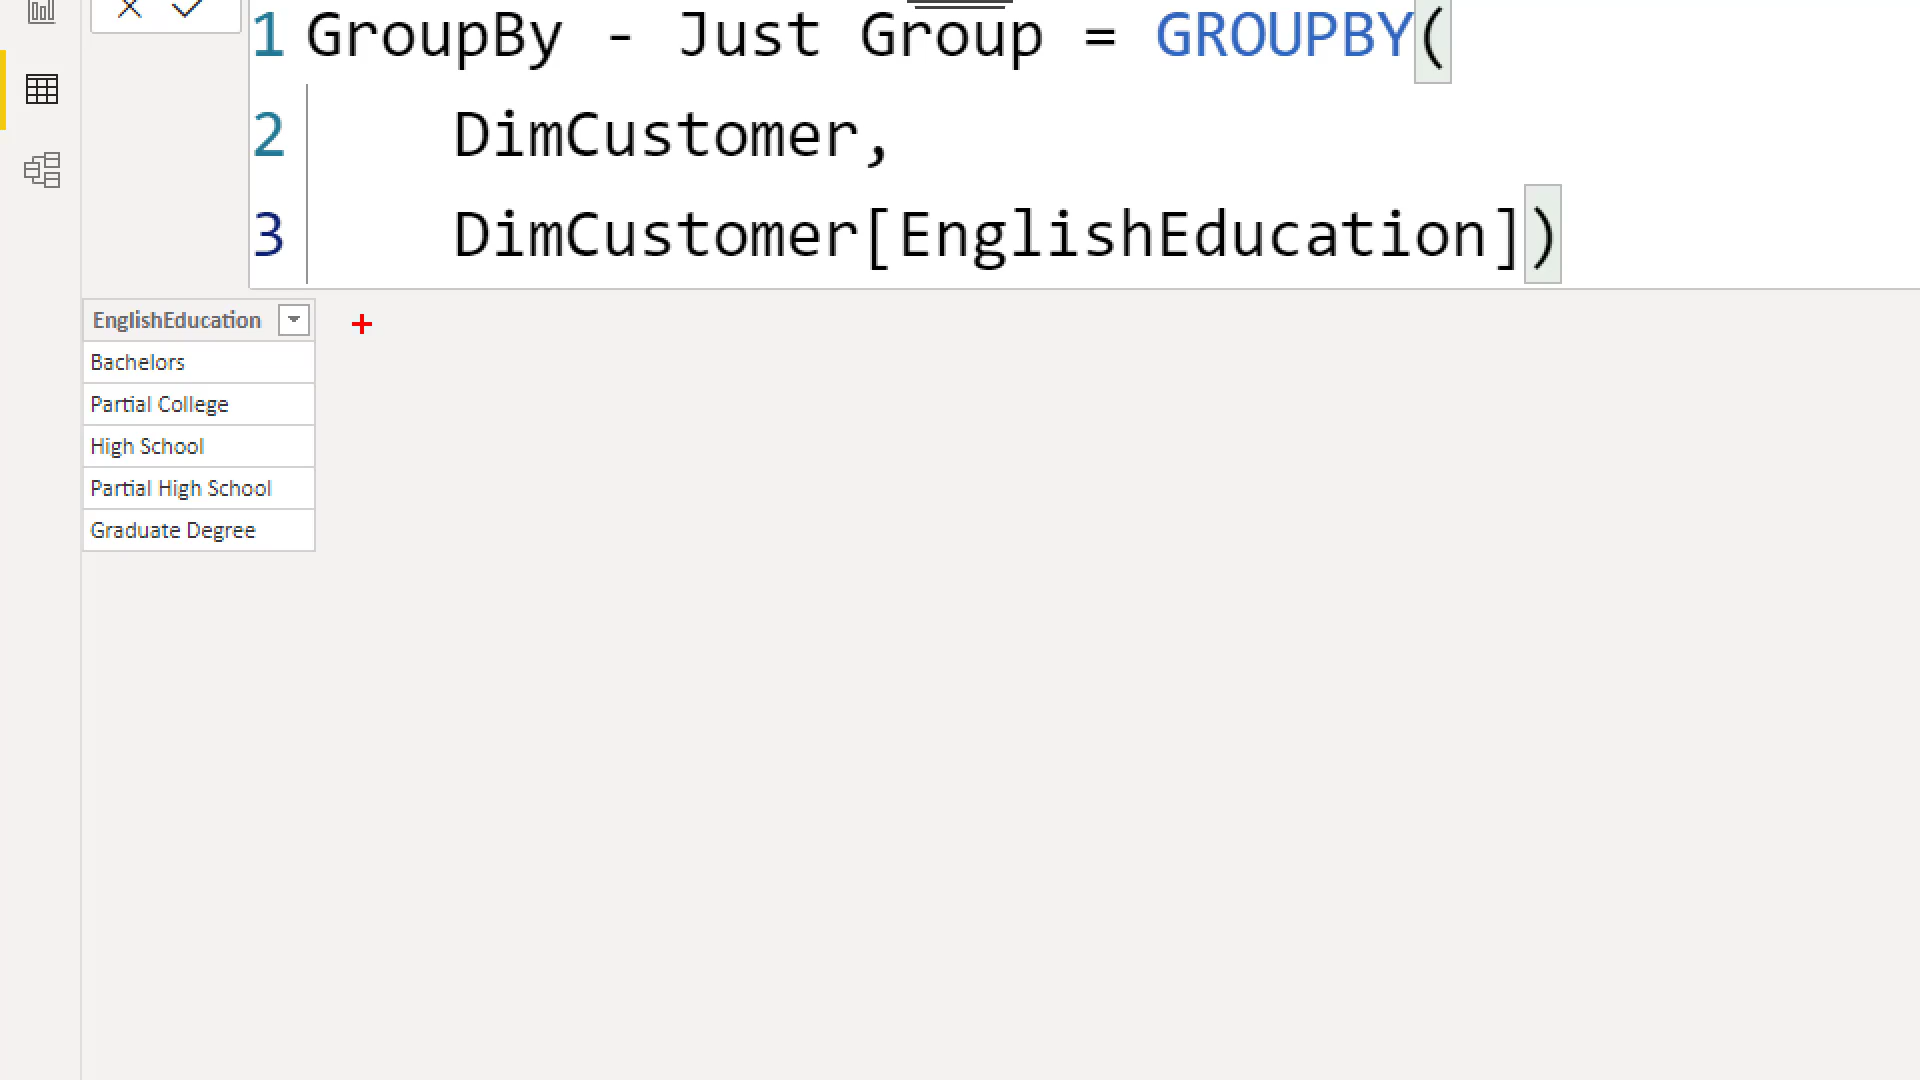 1 GroupBy - Just Group = GROUPBY(
2 DimCustomer,
3 DimCustomer[EnglishEducation])
EnglishEducation
Bachelors
Partial College
High School
Partial High School
Graduate Degree